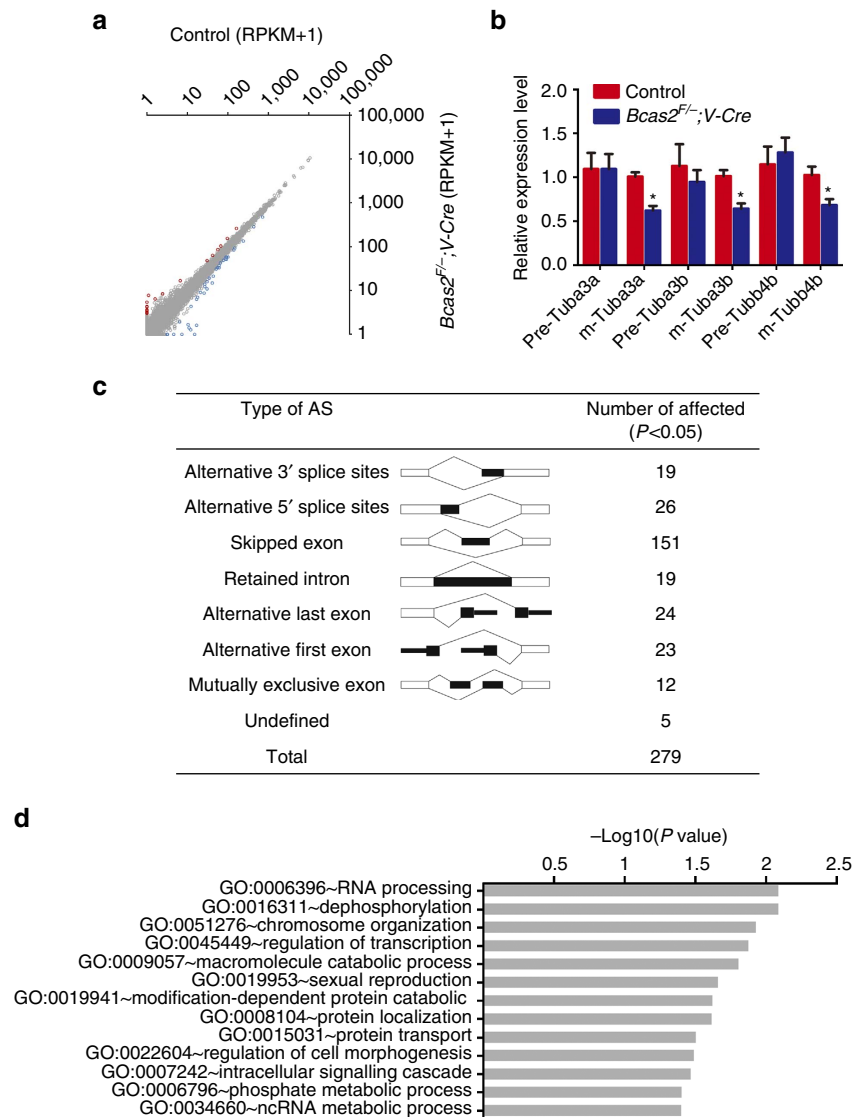 a
Control (RPKM+1)
1
10
100
1,000
10,000
100,000
100,000
10,000
1,000
100
10
1
Bcas2F/–;V-Cre (RPKM+1)
b
Relative expression level
2.0
1.5
1.0
0.5
0.0
Control
Bcas2F/–;V-Cre
*
*
*
Pre-Tuba3a
m-Tuba3a
Pre-Tuba3b
m-Tuba3b
Pre-Tubb4b
m-Tubb4b
c
Type of AS Number of affected
(P<0.05)
Alternative 3′ splice sites 19
Alternative 5′ splice sites 26
Skipped exon 151
Retained intron 19
Alternative last exon 24
Alternative first exon 23
Mutually exclusive exon 12
Undefined 5
Total 279
d
–Log10(P value)
0.5 1 1.5 2 2.5
GO:0006396~RNA processing
GO:0016311~dephosphorylation
GO:0051276~chromosome organization
GO:0045449~regulation of transcription
GO:0009057~macromolecule catabolic process
GO:0019953~sexual reproduction
GO:0019941~modification-dependent protein catabolic
GO:0008104~protein localization
GO:0015031~protein transport
GO:0022604~regulation of cell morphogenesis
GO:0007242~intracellular signalling cascade
GO:0006796~phosphate metabolic process
GO:0034660~ncRNA metabolic process